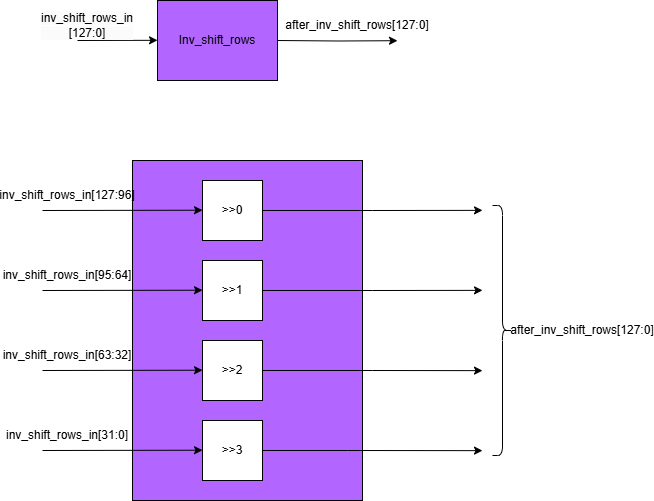 inv_shift_rows_in
[127:0]
Inv_shift_rows
after_inv_shift_rows[127:0]
inv_shift_rows_in[127:96]
>>0
inv_shift_rows_in[95:64]
>>1
after_inv_shift_rows[127:0]
inv_shift_rows_in[63:32]
>>2
inv_shift_rows_in[31:0]
>>3